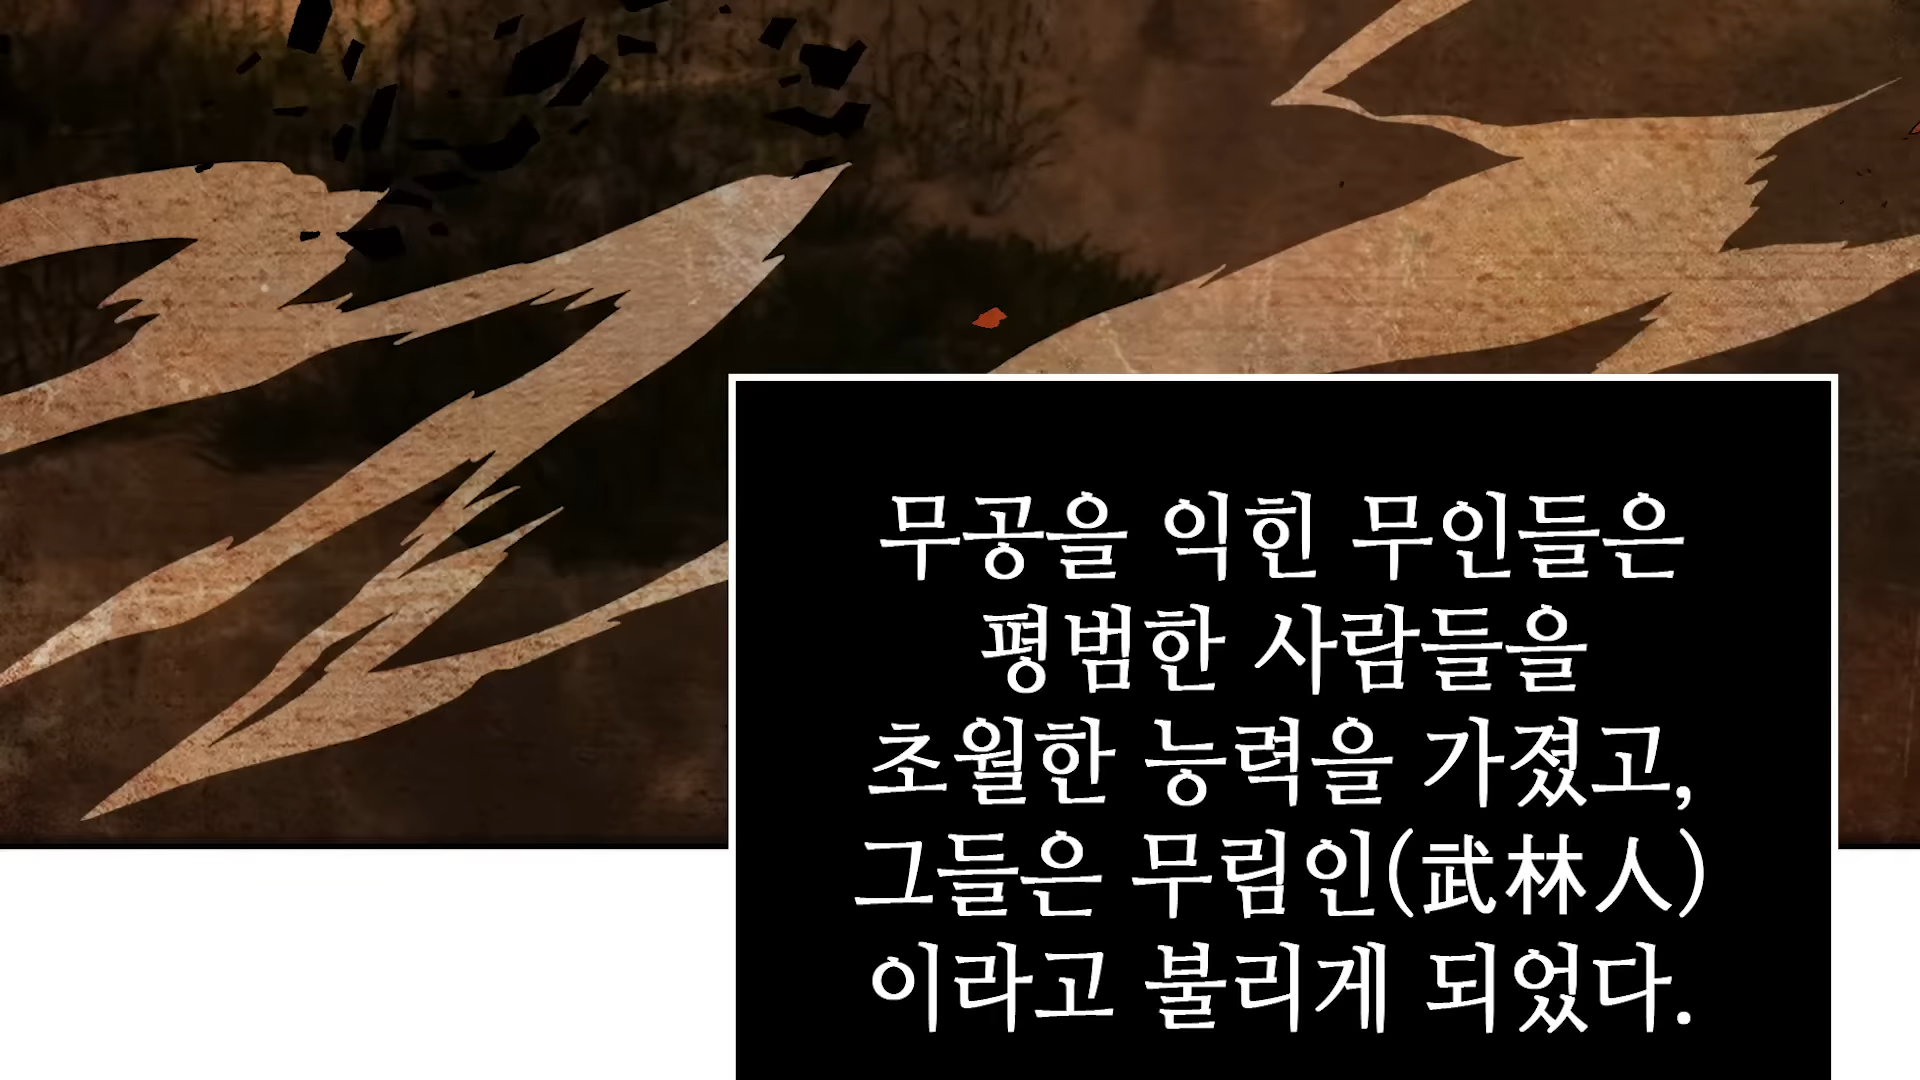 무공을 익힌 무인들은
평범한 사람들을
초월한 능력을 가졌고,
그들은 무림인(武林人)
이라고 불리게 되었다.